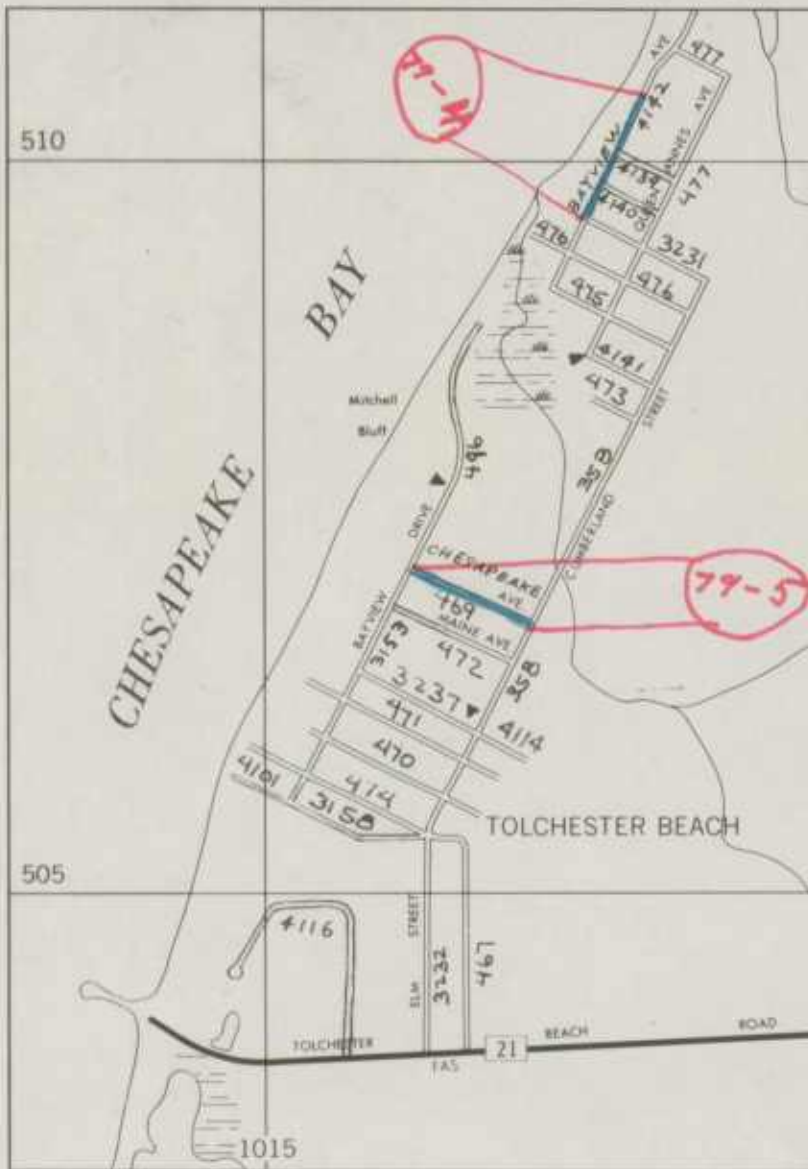 477
AVE
79-4
4142
510
BAYVIEW
4139
QUEEN ANNES AVE
4140
477
476
3231
475
476
BAY
4141
473
Mitchell
Bluff
STREET
358
496
CHESAPEAKE
DRIVE
CUMBERLAND
CHESAPEAKE
AVE
79-5
469
MAINE AVE
BAYVIEW
3153
472
358
3237
471
4114
470
4101
414
3158
TOLCHESTER BEACH
505
4116
STREET
ELM
3232
467
TOLCHESTER
BEACH
ROAD
21
FAS
1015